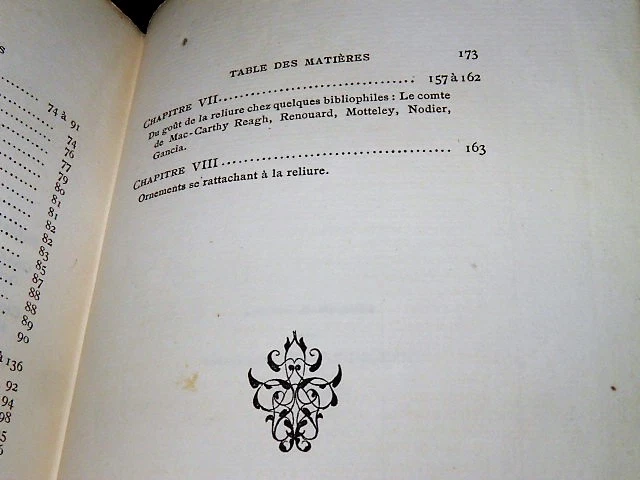 74 à 91
74
76
77
79
80
81
81
82
82
83
85
87
88
88
89
90
à 136
92
94
98
TABLE DES MATIÈRES 173
CHAPITRE VII........................................ 157 à 162
Du goût de la reliure chez quelques bibliophiles : Le comte
de Mac-Carthy Reagh, Renouard, Motteley, Nodier,
Gancia.
CHAPITRE VIII........................................ 163
Ornements se rattachant à la reliure.